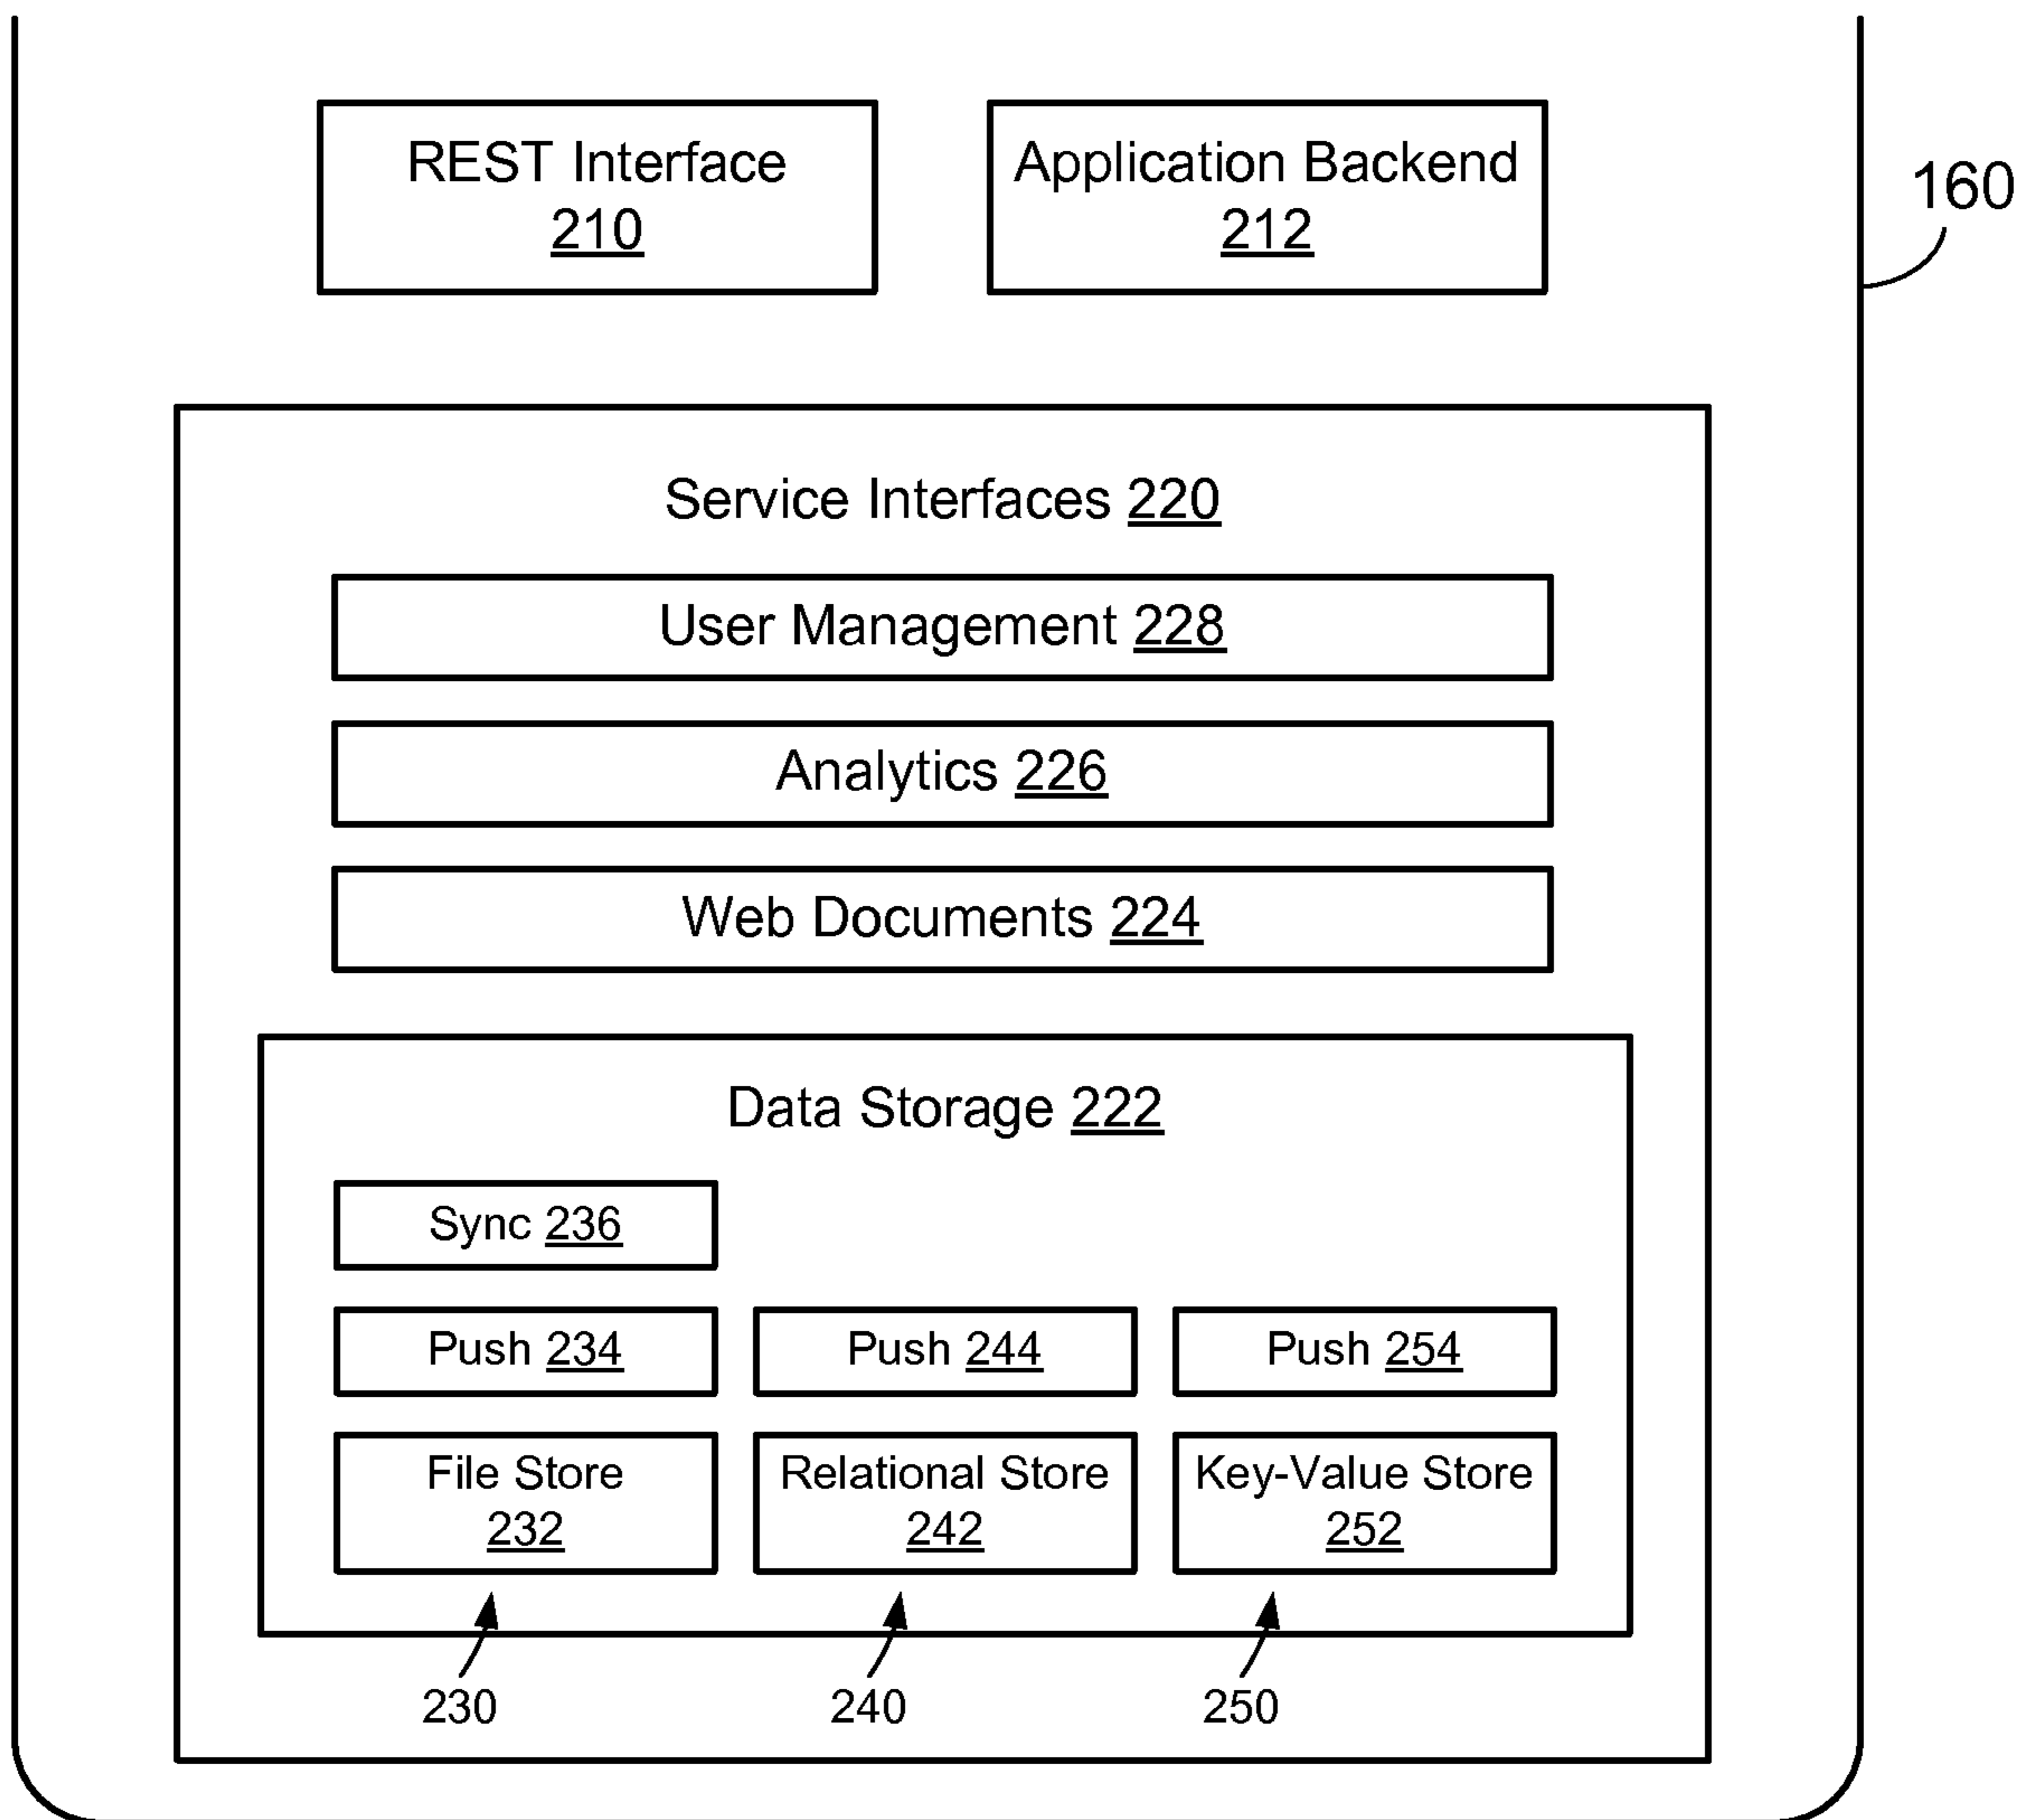 REST Interface
210
Application Backend
212
160
Service Interfaces 220
User Management 228
Analytics 226
Web Documents 224
Data Storage 222
Sync 236
Push 234
Push 244
Push 254
File Store
232
Relational Store
242
Key-Value Store
252
230
240
250